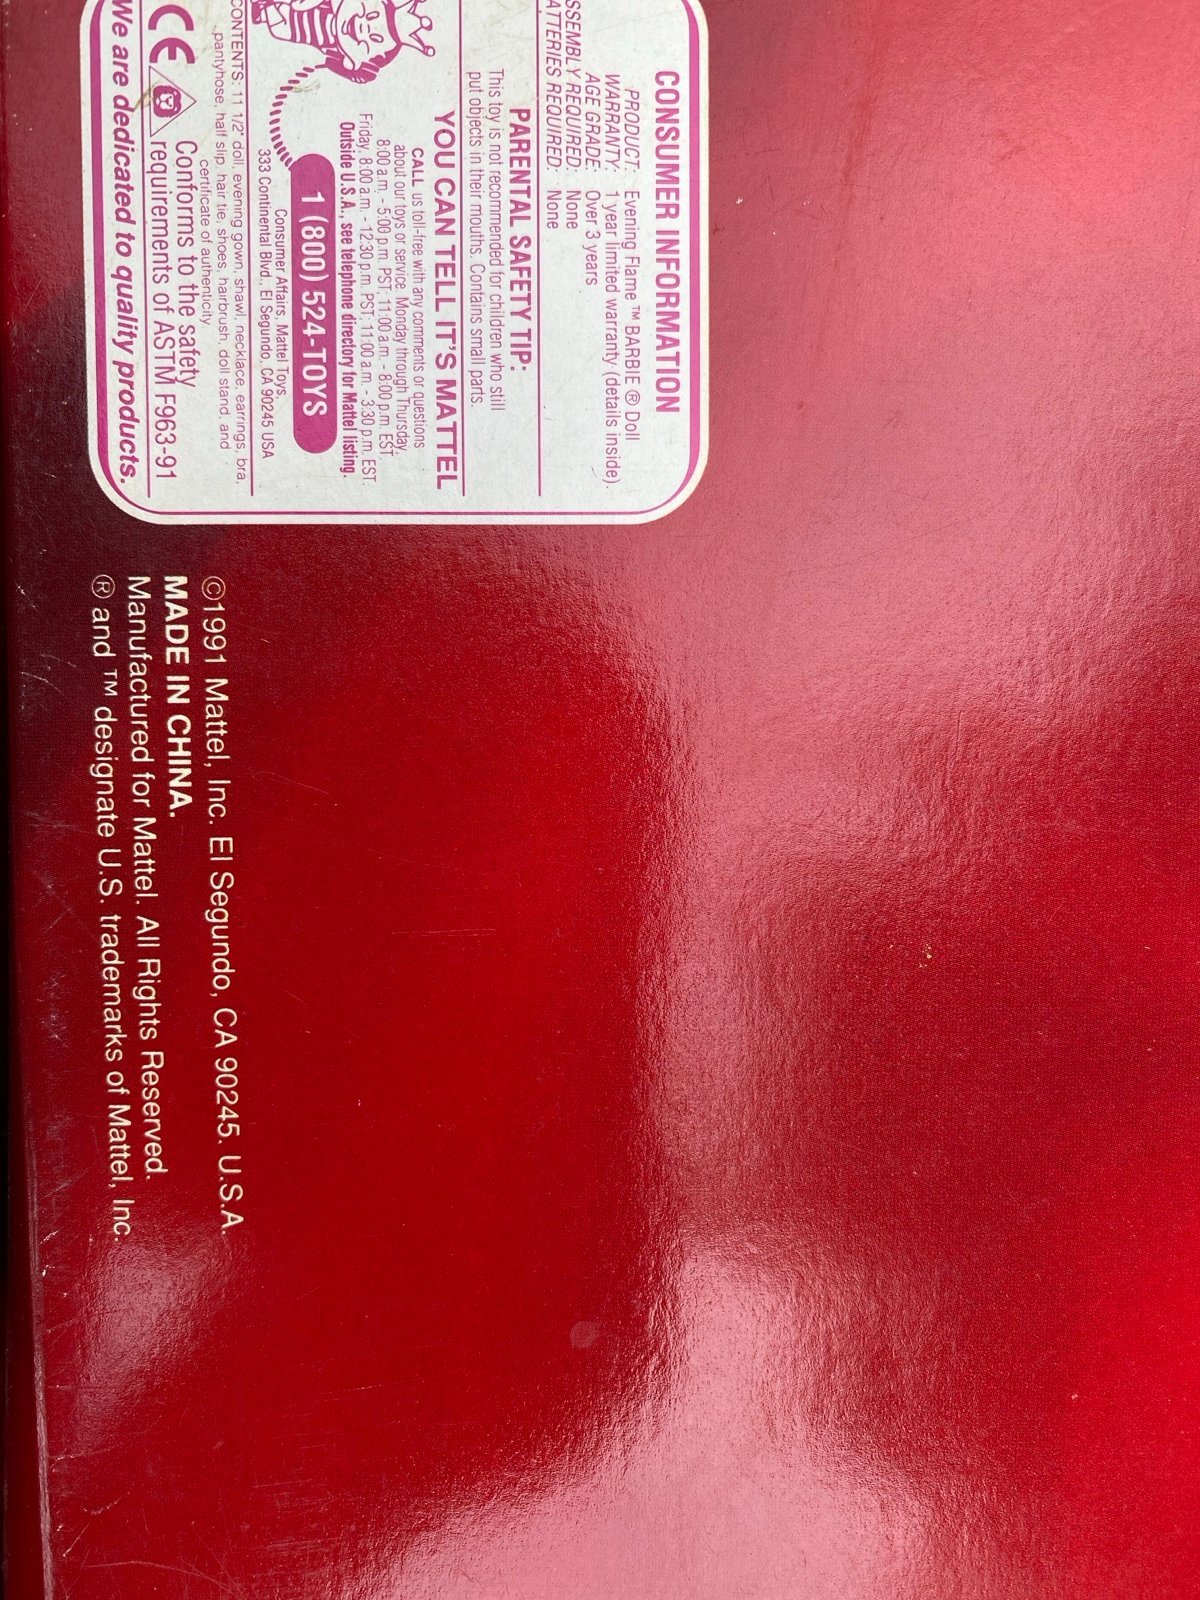 CONSUMER INFORMATION
PRODUCT: Evening Flame™ BARBIE® Doll
WARRANTY: 1 year limited warranty (details inside).
AGE GRADE: Over 3 years
SSEMBLY REQUIRED: None
ATTERIES REQUIRED: None
PARENTAL SAFETY TIP:
This toy is not recommended for children who still
put objects in their mouths. Contains small parts.
YOU CAN TELL IT'S MATTEL
CALL us toll-free with any comments or questions
about our toys or service. Monday through Thursday,
8:00 a.m. - 5:00 p.m. PST, 11:00 a.m. - 8:00 p.m. EST
Friday, 8:00 a.m. - 12:30 p.m. PST, 11:00 a.m. - 3:30 p.m. EST
Outside U.S.A., see telephone directory for Mattel listing.
1 (800) 524-TOYS
Consumer Affairs, Mattel Toys,
333 Continental Blvd., El Segundo, CA 90245 USA
CONTENTS: 11 1/2" doll, evening gown, shawl, necklace, earrings, bra,
pantyhose, half slip, hair tie, shoes, hairbrush, doll stand, and
certificate of authenticity.
CE
Conforms to the safety
requirements of ASTM F963-91
We are dedicated to quality products.
©1991 Mattel, Inc. El Segundo, CA 90245. U.S.A.
MADE IN CHINA.
Manufactured for Mattel. All Rights Reserved.
® and ™ designate U.S. trademarks of Mattel, Inc.